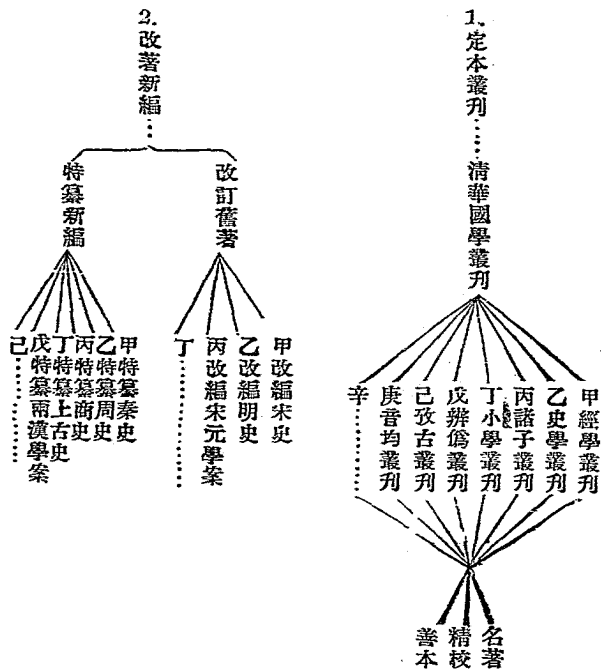 1.定本叢刊……清華國學叢刊
甲經學叢刊
乙史學叢刊
丙諸子叢刊
丁小學叢刊
戊辨僞叢刊
己攷古叢刊
庚音均叢刊
辛…………
名著
精校
善本
2.改著新編……
改訂舊著
甲改編宋史
乙改編明史
丙改編宋元學案
丁…………
特纂新編
甲特纂秦史
乙特纂周史
丙特纂商史
丁特纂上古史
戊特纂兩漢學案
己…………